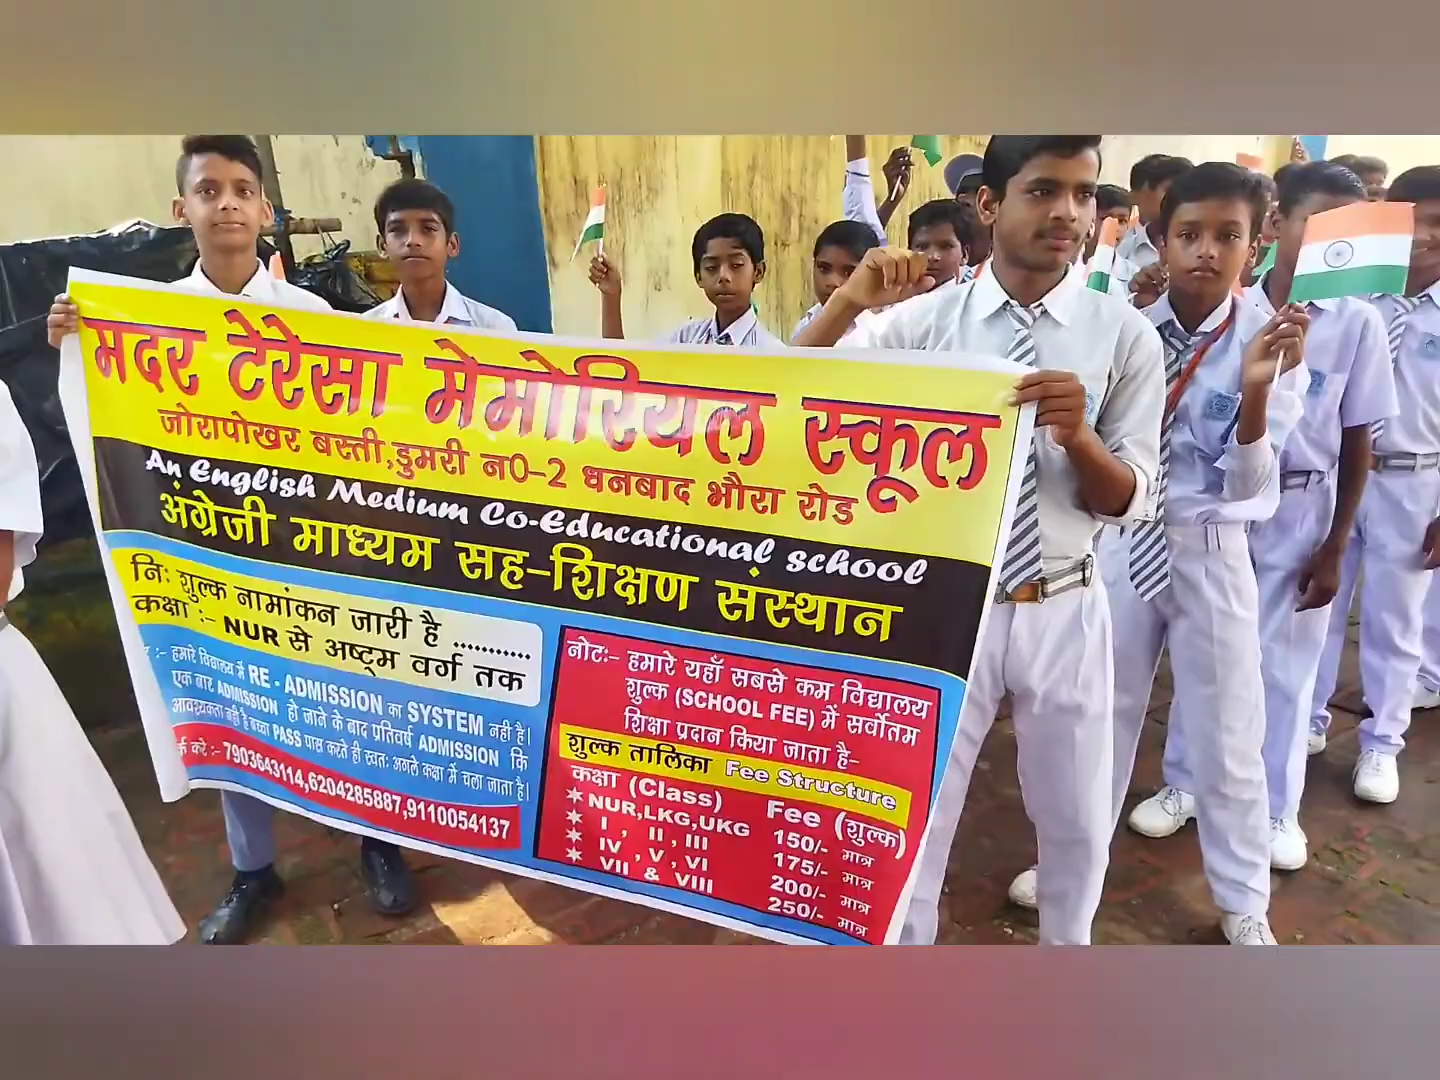 मदर टेरेसा मेमोरियल स्कूल
जोरापोखर बस्ती,डुमरी न0-2 धनबाद भौरा रोड
An English Medium Co-Educational school
अंग्रेजी माध्यम सह-शिक्षण संस्थान
निः शुल्क नामांकन जारी है ............
कक्षा :- NUR से अष्ट्म वर्ग तक
:- हमारे विद्यालय में RE - ADMISSION का SYSTEM नही है।
एक बार ADMISSION हो जाने के बाद प्रतिवर्ष ADMISSION कि
आवश्यकता नही है बच्चा PASS पास करते ही स्वतः अगले कक्षा में चला जाता है।
करे :- 7903643114,6204285887,9110054137
नोटः- हमारे यहाँ सबसे कम विद्यालय
शुल्क (SCHOOL FEE) में सर्वोतम
शिक्षा प्रदान किया जाता है-
शुल्क तालिका Fee Structure
कक्षा (Class) Fee (शुल्क)
NUR,LKG,UKG 150/- मात्र
I , II , III 175/- मात्र
IV , V , VI 200/- मात्र
VII & VIII 250/- मात्र